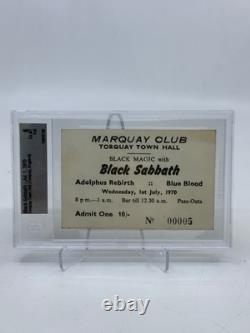 MARQUAY CLUB
TORQUAY TOWN HALL
BLACK MAGIC with
Black Sabbath
Adolphus Rebirth :: Blue Blood
Wednesday, 1st July, 1970
8 p.m.—1 a.m. Bar till 12.30 a.m. Pass-Outs
Admit One 10/- No 00005